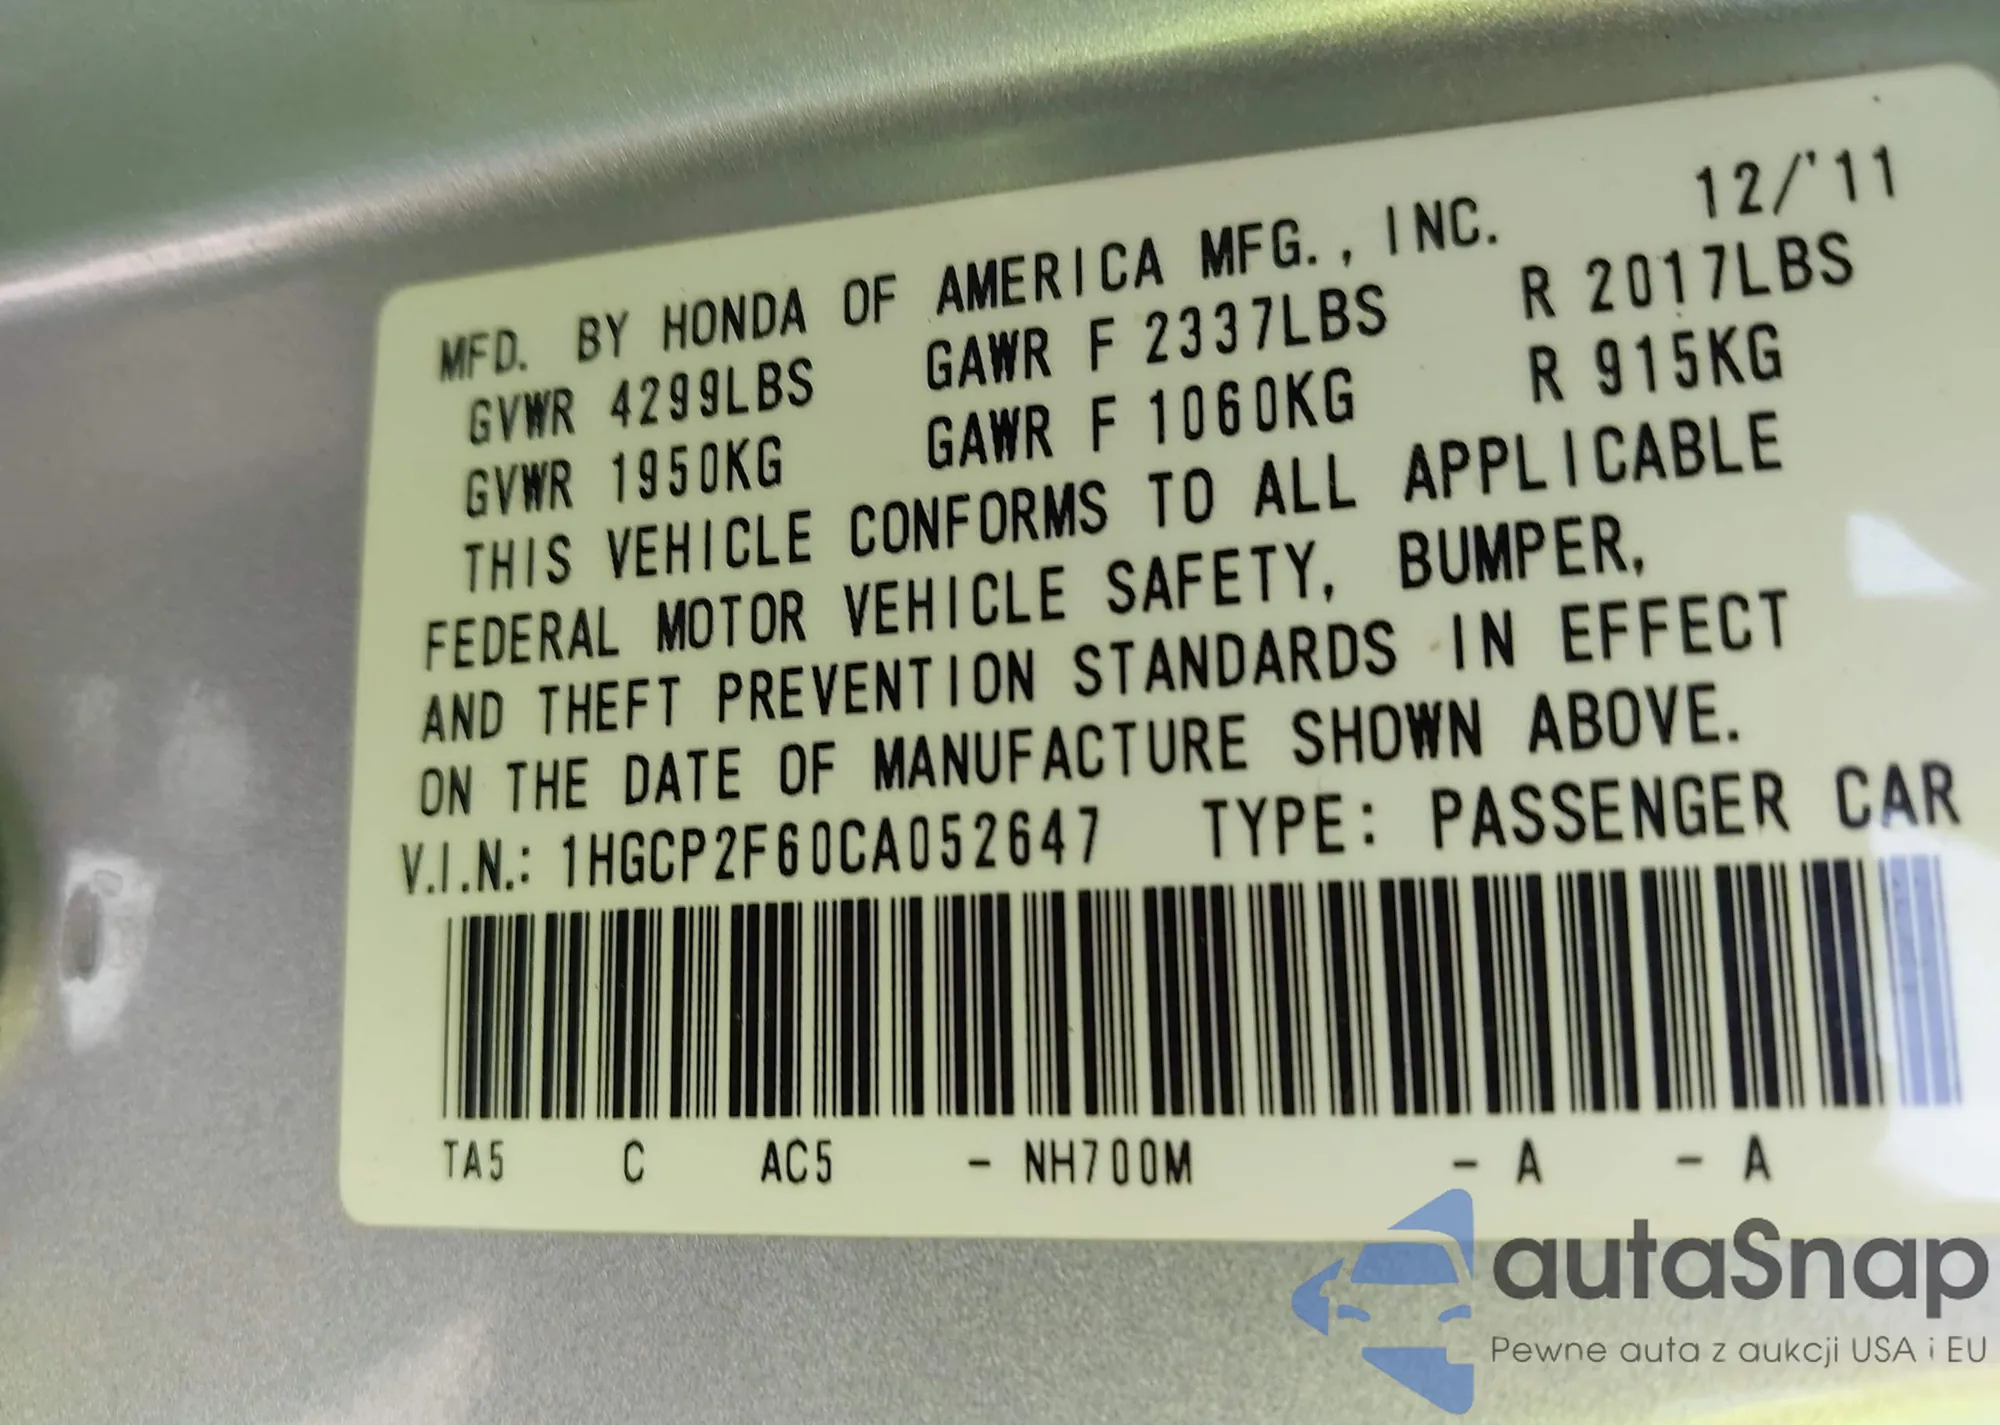 MFD. BY HONDA OF AMERICA MFG., INC. 12/'11
GVWR 4299LBS GAWR F 2337LBS R 2017LBS
GVWR 1950KG GAWR F 1060KG R 915KG
THIS VEHICLE CONFORMS TO ALL APPLICABLE
FEDERAL MOTOR VEHICLE SAFETY, BUMPER,
AND THEFT PREVENTION STANDARDS IN EFFECT
ON THE DATE OF MANUFACTURE SHOWN ABOVE.
V.I.N.: 1HGCP2F60CA052647 TYPE: PASSENGER CAR
TA5 C AC5 - NH700M - A - A
autaSnap
Pewne auta z aukcji USA i EU